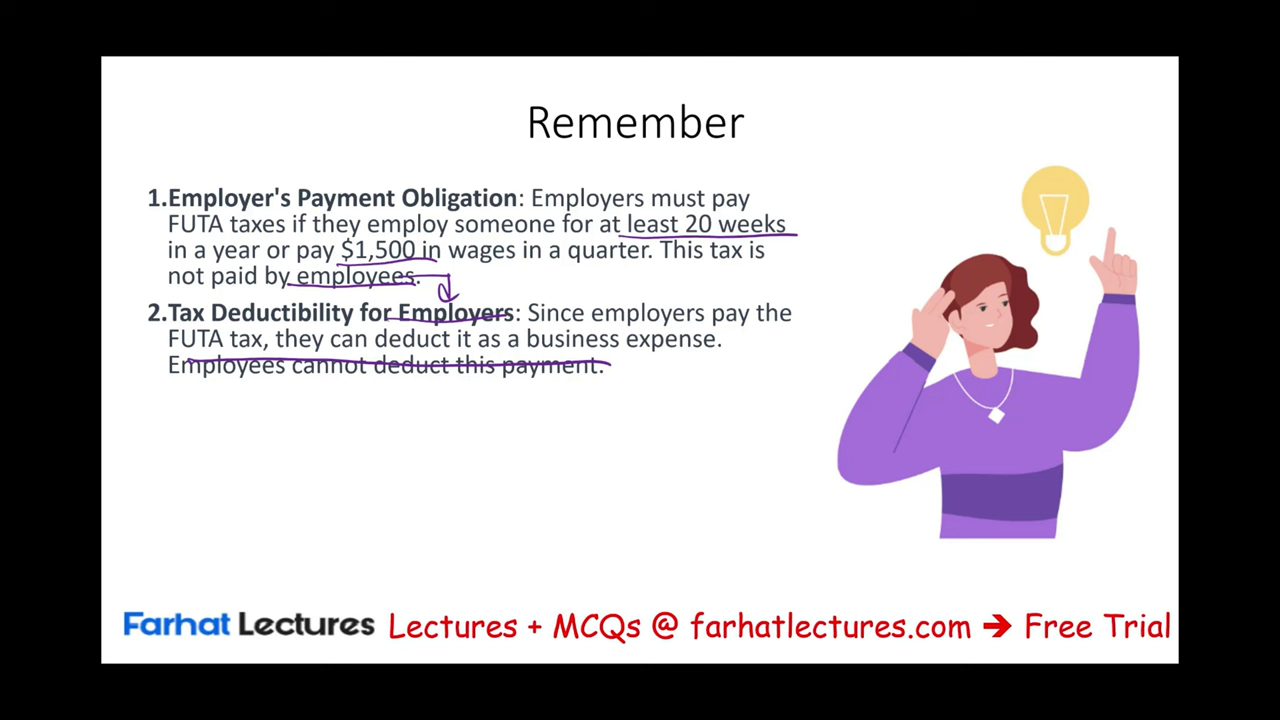 Remember
1.Employer's Payment Obligation: Employers must pay
FUTA taxes if they employ someone for at least 20 weeks
in a year or pay $1,500 in wages in a quarter. This tax is
not paid by employees.
2.Tax Deductibility for Employers: Since employers pay the
FUTA tax, they can deduct it as a business expense.
Employees cannot deduct this payment.
Farhat Lectures Lectures + MCQs @ farhatlectures.com → Free Trial